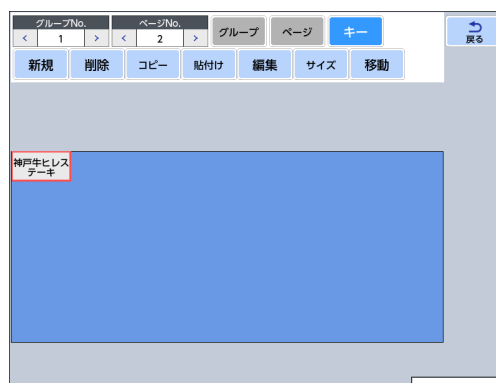 グループNo. ページNo.
< 1 > < 2 > グループ ページ キー 戻る
新規 削除 コピー 貼付け 編集 サイズ 移動
神戸牛ヒレス
テーキ